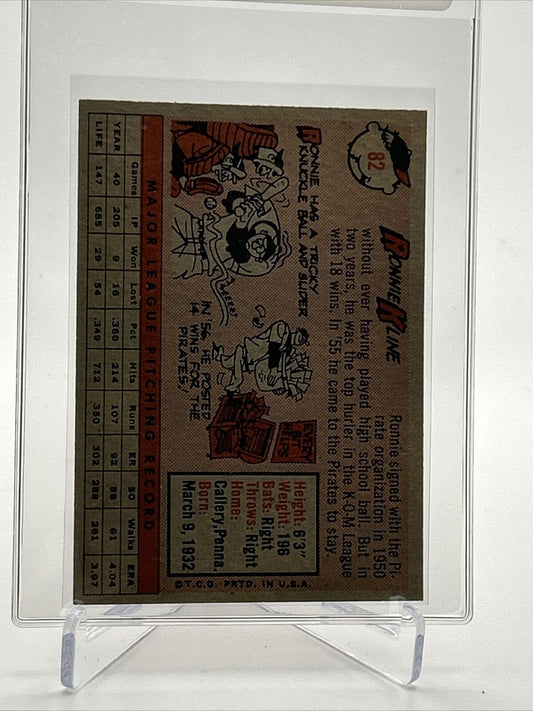 82
RONNIE KLINE
Ronnie signed with the Pi-
rate organization in 1950
without ever having played high school ball. But in
two years, he was the top hurler in the K-O-M League
with 18 wins. In '55 he came to the Pirates to stay.
RONNIE HAS A TRICKY
KNUCKLE BALL AND SLIDER
IN '56, HE POSTED
14 WINS FOR THE
PIRATES.
EVERY
BIT
HELPS
Height: 6'3"
Weight: 196
Bats: Right
Throws: Right
Home:
Callery, Penna.
Born:
March 9, 1932
MAJOR LEAGUE PITCHING RECORD
Games IP Won Lost Pct Hits Runs ER SO Walks ERA
YEAR 40 205 9 16 .360 214 107 92 88 61 4.04
LIFE 147 685 29 54 .349 712 350 302 288 261 3.97
©T.C.G. PRTD. IN U.S.A